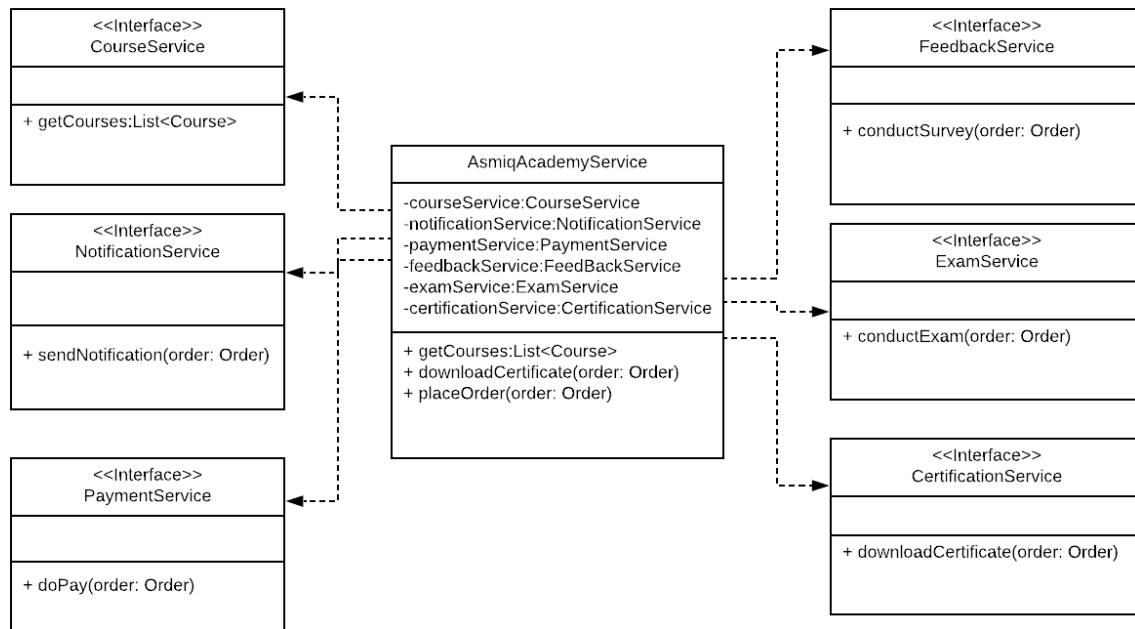 <<Interface>>
CourseService
+ getCourses:List<Course>
<<Interface>>
NotificationService
+ sendNotification(order: Order)
<<Interface>>
PaymentService
+ doPay(order: Order)
AsmiqAcademyService
-courseService:CourseService
-notificationService:NotificationService
-paymentService:PaymentService
-feedbackService:FeedBackService
-examService:ExamService
-certificationService:CertificationService
+ getCourses:List<Course>
+ downloadCertificate(order: Order)
+ placeOrder(order: Order)
<<Interface>>
FeedbackService
+ conductSurvey(order: Order)
<<Interface>>
ExamService
+ conductExam(order: Order)
<<Interface>>
CertificationService
+ downloadCertificate(order: Order)